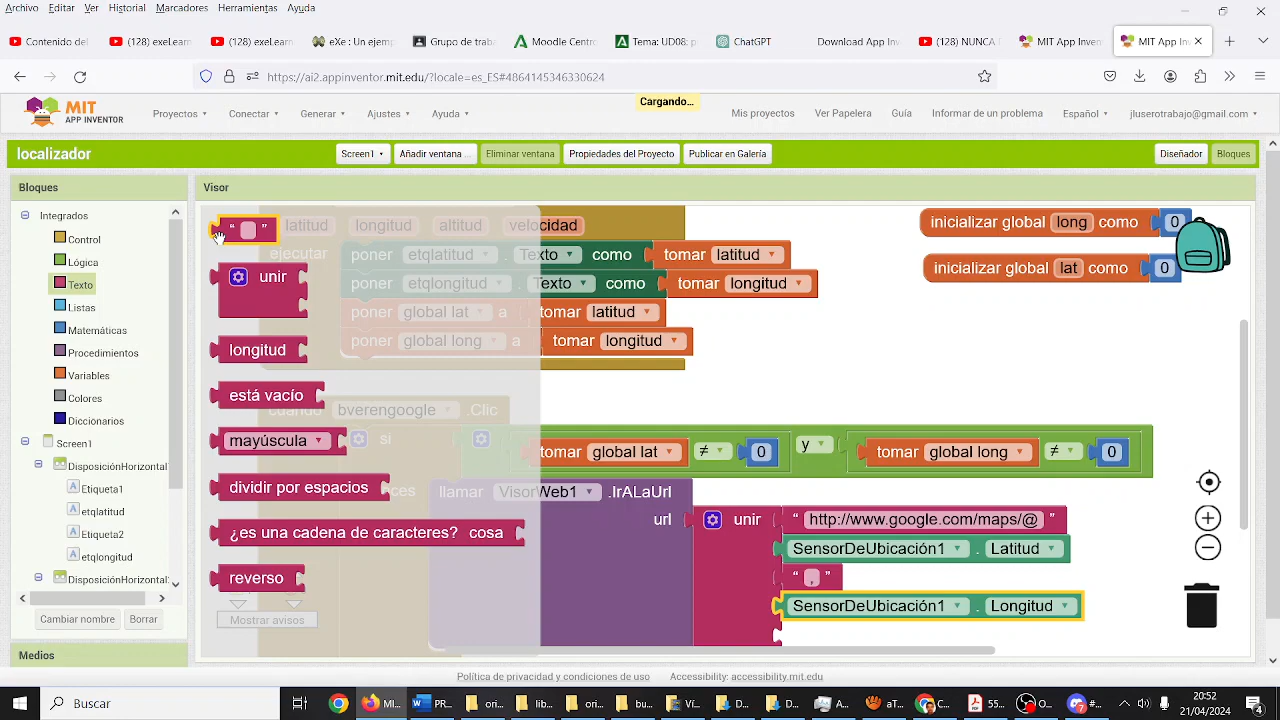 Archivo Editar Ver Historial Marcadores Herramientas Ayuda
Contenido del
(128) exeLearn
(128) exeLearn
eXe : Un ejemp
Grupo de traba
Moodle Centro
Tema: UD08: p
ChatGPT
Download App Inv
(128) NUNCA
MIT App Inven
MIT App Inv
https://ai2.appinventor.mit.edu/?locale=es_ES#4864145346330624
MIT
APP INVENTOR
Proyectos
Conectar
Generar
Ajustes
Ayuda
Cargando...
Mis proyectos
Ver Papelera
Guía
Informar de un problema
Español
jluserotrabajo@gmail.com
localizador
Screen1
Añadir ventana ...
Eliminar ventana
Propiedades del Proyecto
Publicar en Galería
Diseñador
Bloques
Bloques
Visor
Integrados
Control
Lógica
Texto
Listas
Matemáticas
Procedimientos
Variables
Colores
Diccionarios
Screen1
DisposiciónHorizontal1
Etiqueta1
etqlatitud
Etiqueta2
etqlongitud
DisposiciónHorizontal
Cambiar nombre
Borrar
Medios
“ ”
unir
longitud
está vacío
mayúscula
dividir por espacios
¿es una cadena de caracteres? cosa
reverso
Mostrar avisos
latitud longitud altitud velocidad
ejecutar poner etqlatitud . Texto como tomar latitud
poner etqlongitud . Texto como tomar longitud
poner global lat a tomar latitud
poner global long a tomar longitud
inicializar global long como 0
inicializar global lat como 0
cuando bverengoogle .Clic
si tomar global lat ≠ 0 y tomar global long ≠ 0
llamar VisorWeb1 .IrALaUrl
url unir “ http://www.google.com/maps/@ ”
SensorDeUbicación1 . Latitud
“ , ”
SensorDeUbicación1 . Longitud
Política de privacidad y condiciones de uso
Accessibility: accessibility.mit.edu
Buscar
20:52
21/04/2024